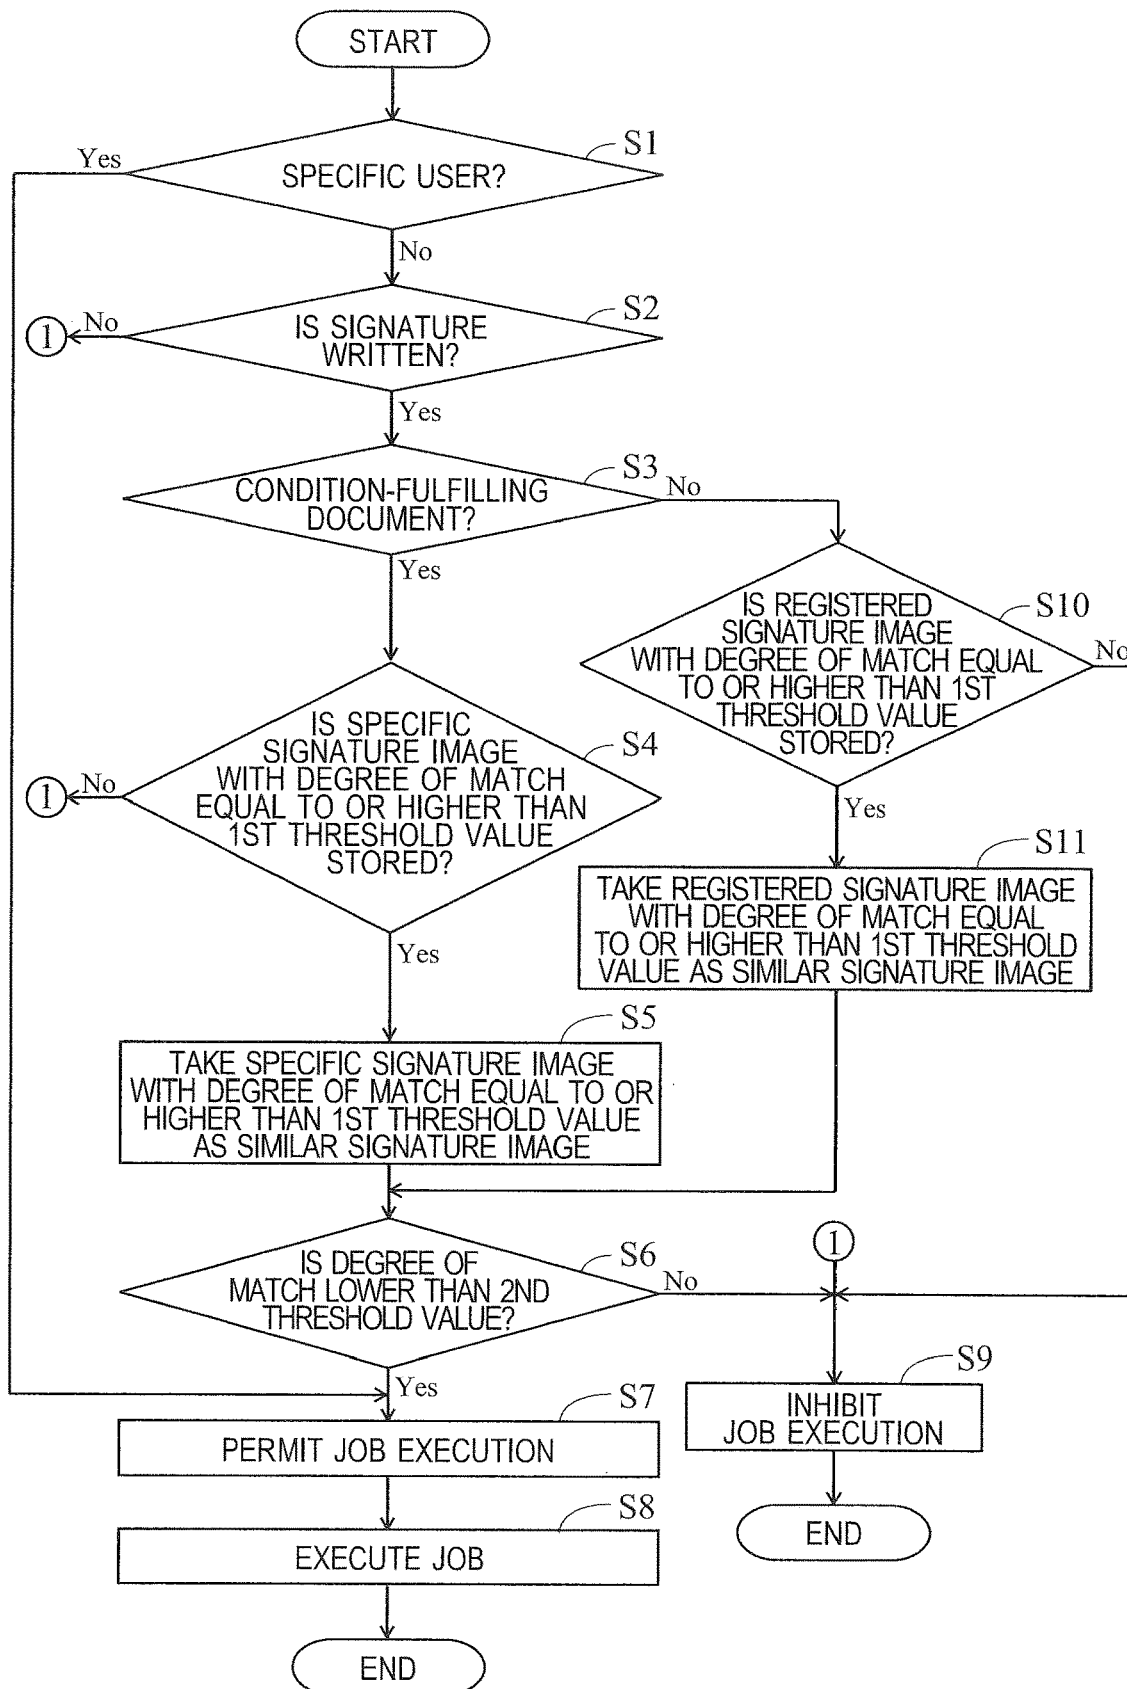 START
S1
Yes
SPECIFIC USER?
No
S2
No
1
IS SIGNATURE
WRITTEN?
Yes
S3
No
CONDITION-FULFILLING
DOCUMENT?
Yes
S10
IS REGISTERED
SIGNATURE IMAGE
WITH DEGREE OF MATCH EQUAL
TO OR HIGHER THAN 1ST
THRESHOLD VALUE
STORED?
No
Yes
S4
IS SPECIFIC
SIGNATURE IMAGE
WITH DEGREE OF MATCH
EQUAL TO OR HIGHER THAN
1ST THRESHOLD VALUE
STORED?
No
1
Yes
S11
TAKE REGISTERED SIGNATURE IMAGE
WITH DEGREE OF MATCH EQUAL
TO OR HIGHER THAN 1ST THRESHOLD
VALUE AS SIMILAR SIGNATURE IMAGE
S5
TAKE SPECIFIC SIGNATURE IMAGE
WITH DEGREE OF MATCH EQUAL TO OR
HIGHER THAN 1ST THRESHOLD VALUE
AS SIMILAR SIGNATURE IMAGE
S6
IS DEGREE OF
MATCH LOWER THAN 2ND
THRESHOLD VALUE?
No
1
Yes
S7
PERMIT JOB EXECUTION
S9
INHIBIT
JOB EXECUTION
S8
EXECUTE JOB
END
END